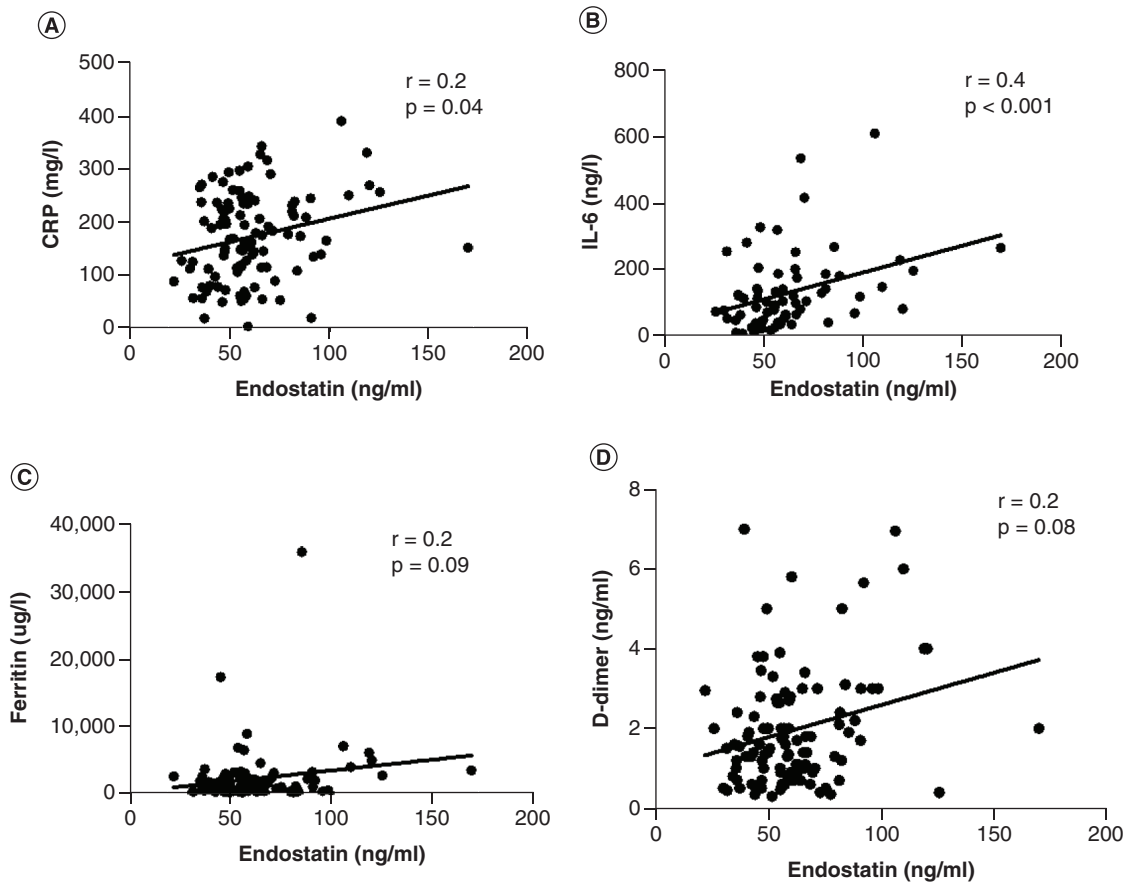 A
500
400
300
200
100
0
CRP (mg/l)
r = 0.2
p = 0.04
0 50 100 150 200
Endostatin (ng/ml)
B
800
600
400
200
0
IL-6 (ng/l)
r = 0.4
p < 0.001
0 50 100 150 200
Endostatin (ng/ml)
C
40,000
30,000
20,000
10,000
0
Ferritin (ug/l)
r = 0.2
p = 0.09
0 50 100 150 200
Endostatin (ng/ml)
D
8
6
4
2
0
D-dimer (ng/ml)
r = 0.2
p = 0.08
0 50 100 150 200
Endostatin (ng/ml)